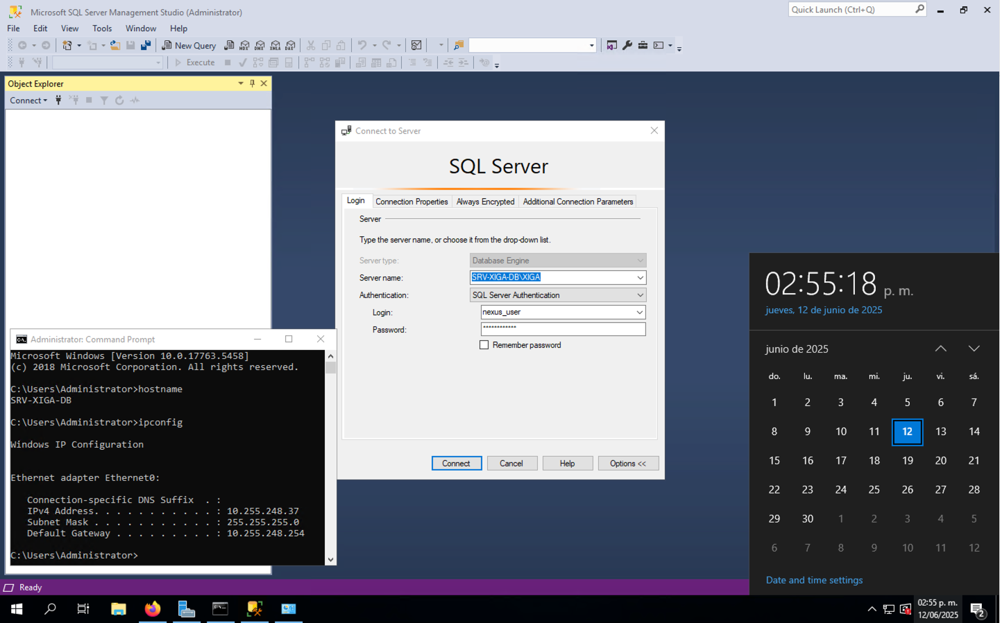 Microsoft SQL Server Management Studio (Administrator)
Quick Launch (Ctrl+Q)
File Edit View Tools Window Help
New Query MDX DMX XMLA DAX
Execute
Object Explorer
Connect
Connect to Server
SQL Server
Login Connection Properties Always Encrypted Additional Connection Parameters
Server
Type the server name, or choose it from the drop-down list.
Server type: Database Engine
Server name: SRV-XIGA-DB\XIGA
Authentication: SQL Server Authentication
Login: nexus_user
Password: ************
Remember password
Connect Cancel Help Options <<
Administrator: Command Prompt
Microsoft Windows [Version 10.0.17763.5458]
(c) 2018 Microsoft Corporation. All rights reserved.
C:\Users\Administrator>hostname
SRV-XIGA-DB
C:\Users\Administrator>ipconfig
Windows IP Configuration
Ethernet adapter Ethernet0:
Connection-specific DNS Suffix . :
IPv4 Address. . . . . . . . . . . : 10.255.248.37
Subnet Mask . . . . . . . . . . . : 255.255.255.0
Default Gateway . . . . . . . . . : 10.255.248.254
C:\Users\Administrator>
02:55:18 p. m.
jueves, 12 de junio de 2025
junio de 2025
do. lu. ma. mi. ju. vi. sá.
1 2 3 4 5 6 7
8 9 10 11 12 13 14
15 16 17 18 19 20 21
22 23 24 25 26 27 28
29 30 1 2 3 4 5
6 7 8 9 10 11 12
Date and time settings
Ready
02:55 p. m.
12/06/2025
2